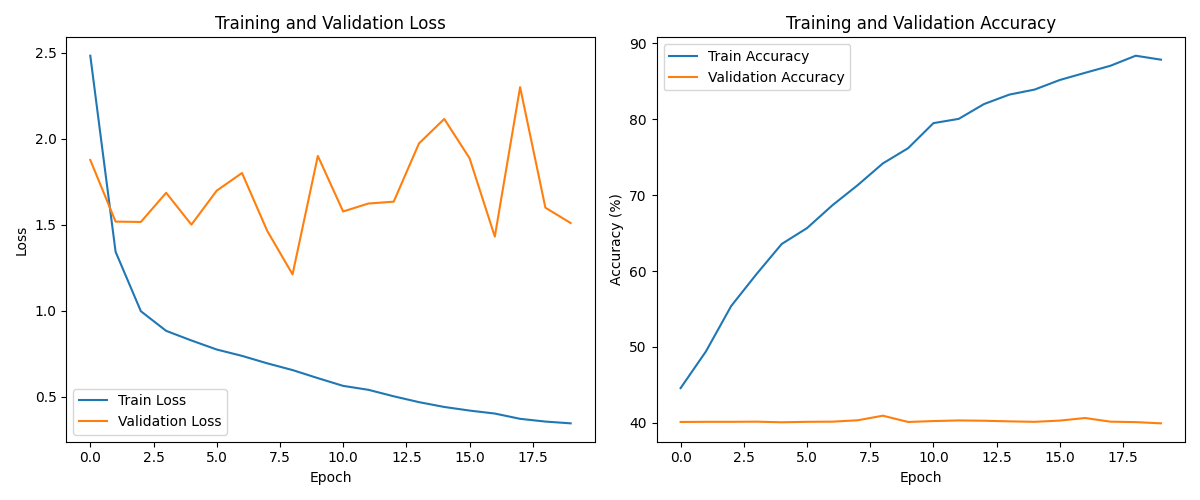 Training and Validation Loss
2.5
2.0
1.5
1.0
0.5
Loss
Train Loss
Validation Loss
0.0 2.5 5.0 7.5 10.0 12.5 15.0 17.5
Epoch
Training and Validation Accuracy
90
80
70
60
50
40
Accuracy (%)
Train Accuracy
Validation Accuracy
0.0 2.5 5.0 7.5 10.0 12.5 15.0 17.5
Epoch